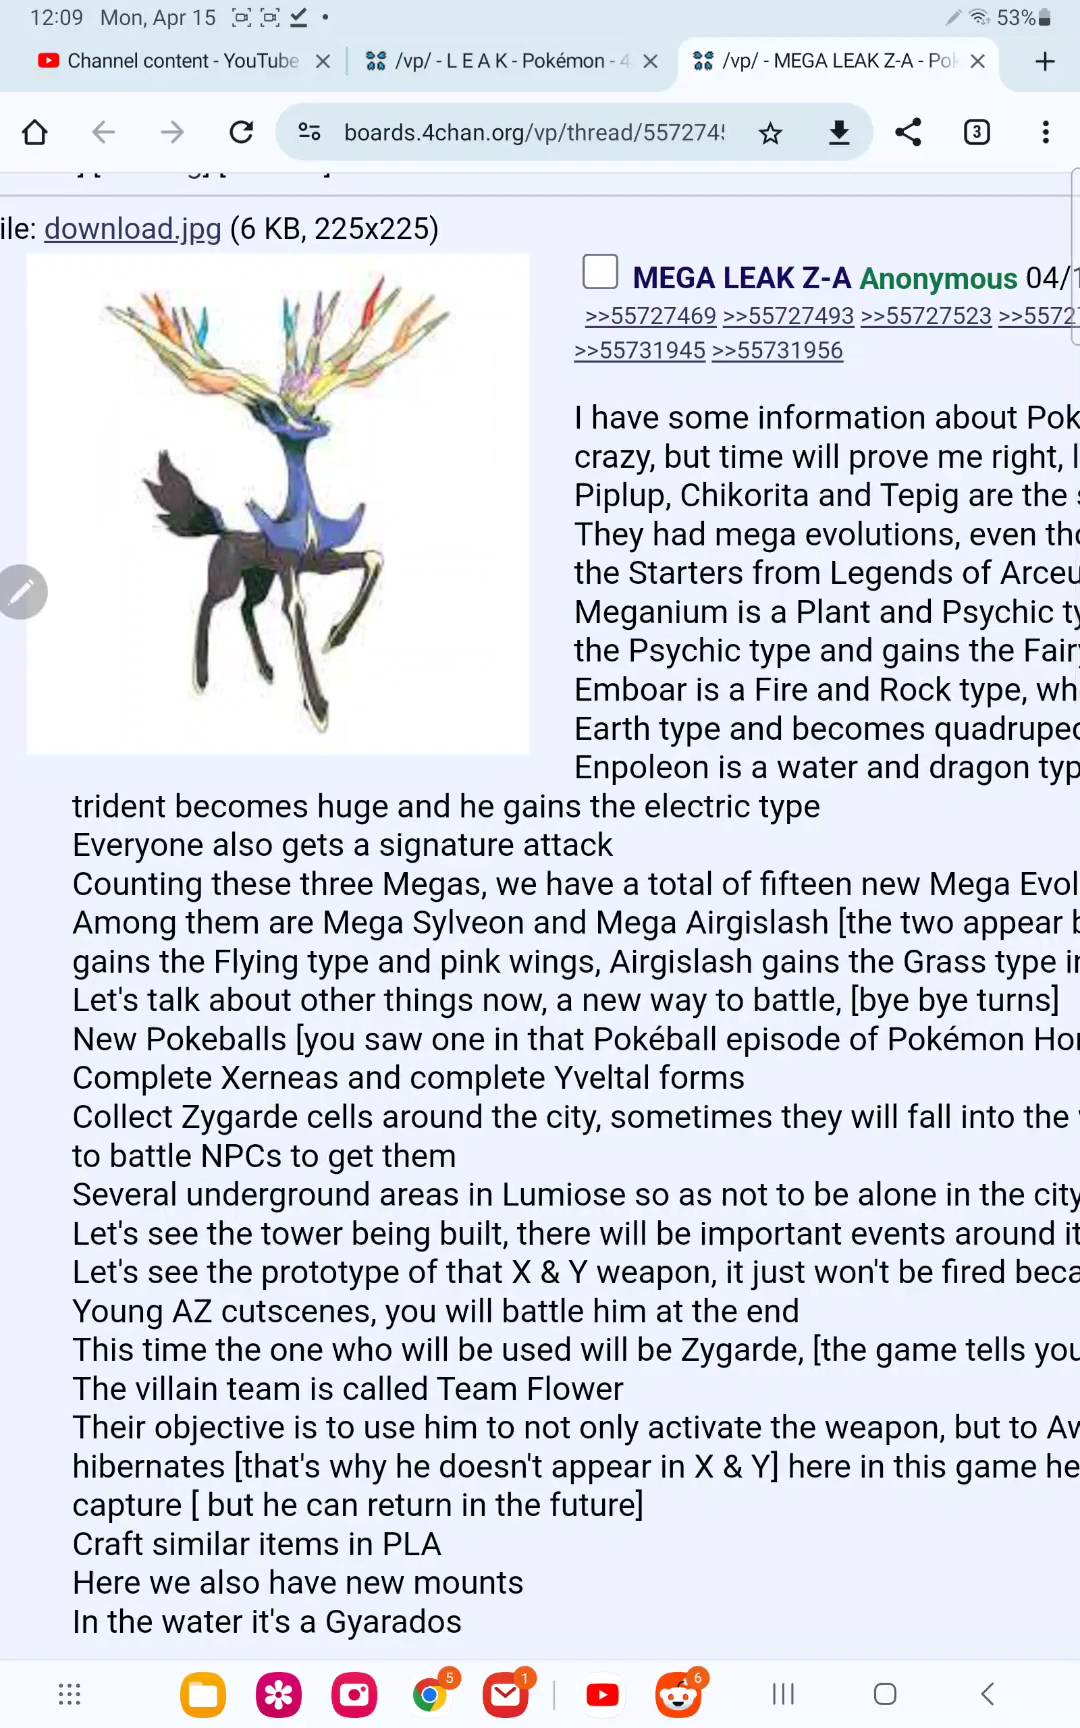 12:09 Mon, Apr 15 53%
Channel content - YouTube
/vp/ - L E A K - Pokémon - 4
/vp/ - MEGA LEAK Z-A - Pok
boards.4chan.org/vp/thread/5572745
3
ile: download.jpg (6 KB, 225x225)
MEGA LEAK Z-A Anonymous 04/1
>>55727469 >>55727493 >>55727523 >>5572
>>55731945 >>55731956
I have some information about Pok
crazy, but time will prove me right, l
Piplup, Chikorita and Tepig are the s
They had mega evolutions, even tho
the Starters from Legends of Arceu
Meganium is a Plant and Psychic ty
the Psychic type and gains the Fairy
Emboar is a Fire and Rock type, wh
Earth type and becomes quadruped
Enpoleon is a water and dragon typ
trident becomes huge and he gains the electric type
Everyone also gets a signature attack
Counting these three Megas, we have a total of fifteen new Mega Evol
Among them are Mega Sylveon and Mega Airgislash [the two appear b
gains the Flying type and pink wings, Airgislash gains the Grass type in
Let's talk about other things now, a new way to battle, [bye bye turns]
New Pokeballs [you saw one in that Pokéball episode of Pokémon Hor
Complete Xerneas and complete Yveltal forms
Collect Zygarde cells around the city, sometimes they will fall into the
to battle NPCs to get them
Several underground areas in Lumiose so as not to be alone in the city
Let's see the tower being built, there will be important events around it
Let's see the prototype of that X & Y weapon, it just won't be fired beca
Young AZ cutscenes, you will battle him at the end
This time the one who will be used will be Zygarde, [the game tells you
The villain team is called Team Flower
Their objective is to use him to not only activate the weapon, but to Aw
hibernates [that's why he doesn't appear in X & Y] here in this game he
capture [ but he can return in the future]
Craft similar items in PLA
Here we also have new mounts
In the water it's a Gyarados
5 1 6